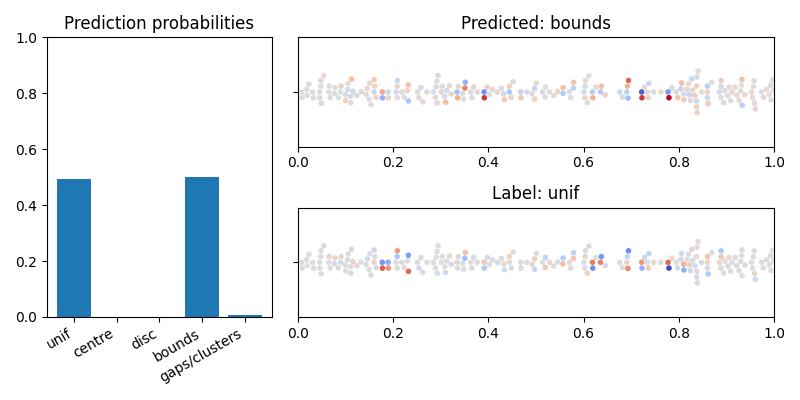 Prediction probabilities
1.0
0.8
0.6
0.4
0.2
0.0
unif
centre
disc
bounds
gaps/clusters
Predicted: bounds
0.0 0.2 0.4 0.6 0.8 1.0
Label: unif
0.0 0.2 0.4 0.6 0.8 1.0